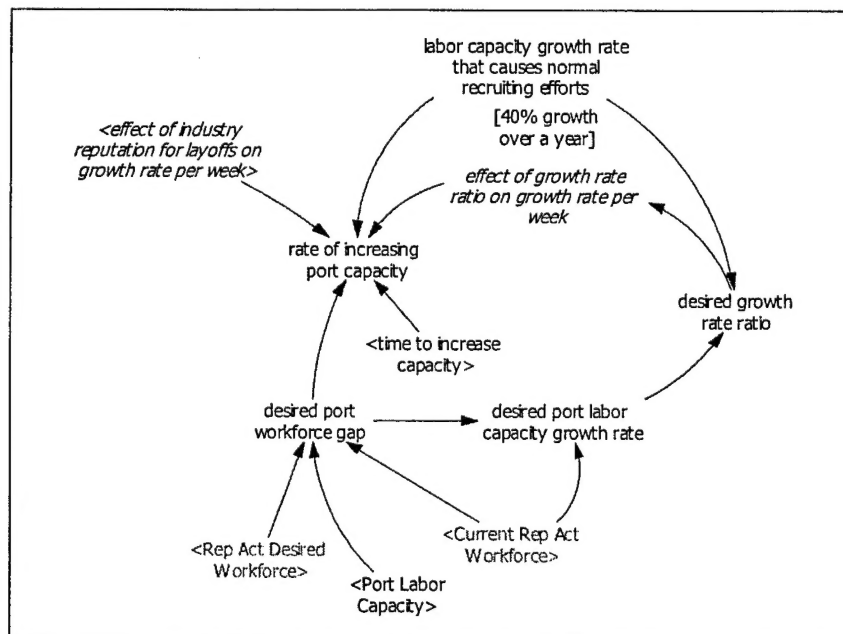 labor capacity growth rate
that causes normal
recruiting efforts
[40% growth
over a year]
<effect of industry
reputation for layoffs on
growth rate per week>
effect of growth rate
ratio on growth rate per
week
rate of increasing
port capacity
desired growth
rate ratio
<time to increase
capacity>
desired port
workforce gap
desired port labor
capacity growth rate
<Rep Act Desired
Workforce>
<Current Rep Act
Workforce>
<Port Labor
Capacity>